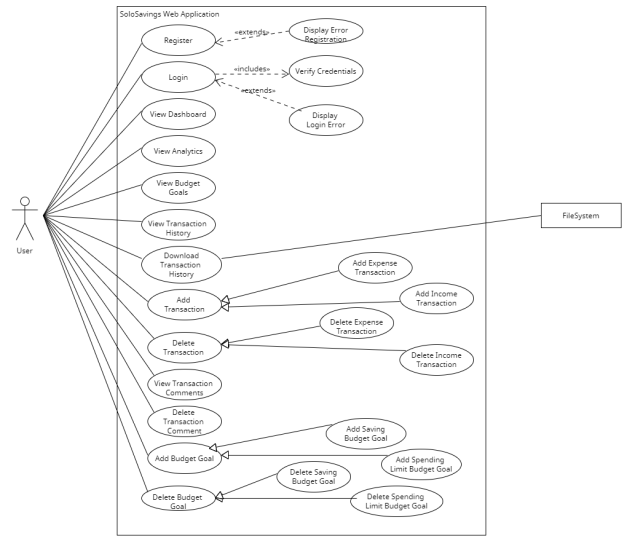 SoloSavings Web Application
Register
«extends»
Display Error
Registration
Login
«includes»
Verify Credentials
«extends»
Display
Login Error
View Dashboard
View Analytics
View Budget
Goals
View Transaction
History
User
FileSystem
Download
Transaction
History
Add Expense
Transaction
Add
Transaction
Add Income
Transaction
Delete Expense
Transaction
Delete
Transaction
Delete Income
Transaction
View Transaction
Comments
Delete
Transaction
Comment
Add Saving
Budget Goal
Add Budget Goal
Add Spending
Limit Budget Goal
Delete Saving
Budget Goal
Delete Budget
Goal
Delete Spending
Limit Budget Goal